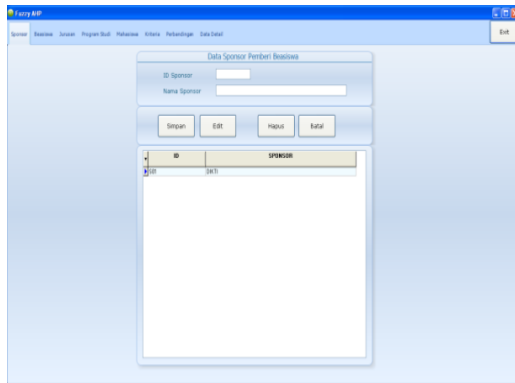 Fuzzy AHP
Sponsor Beasiswa Jurusan Program Studi Mahasiswa Kriteria Perbandingan Data Detail
Exit
Data Sponsor Pemberi Beasiswa
ID Sponsor
Nama Sponsor
Simpan Edit Hapus Batal
ID SPONSOR
S01 DIKTI